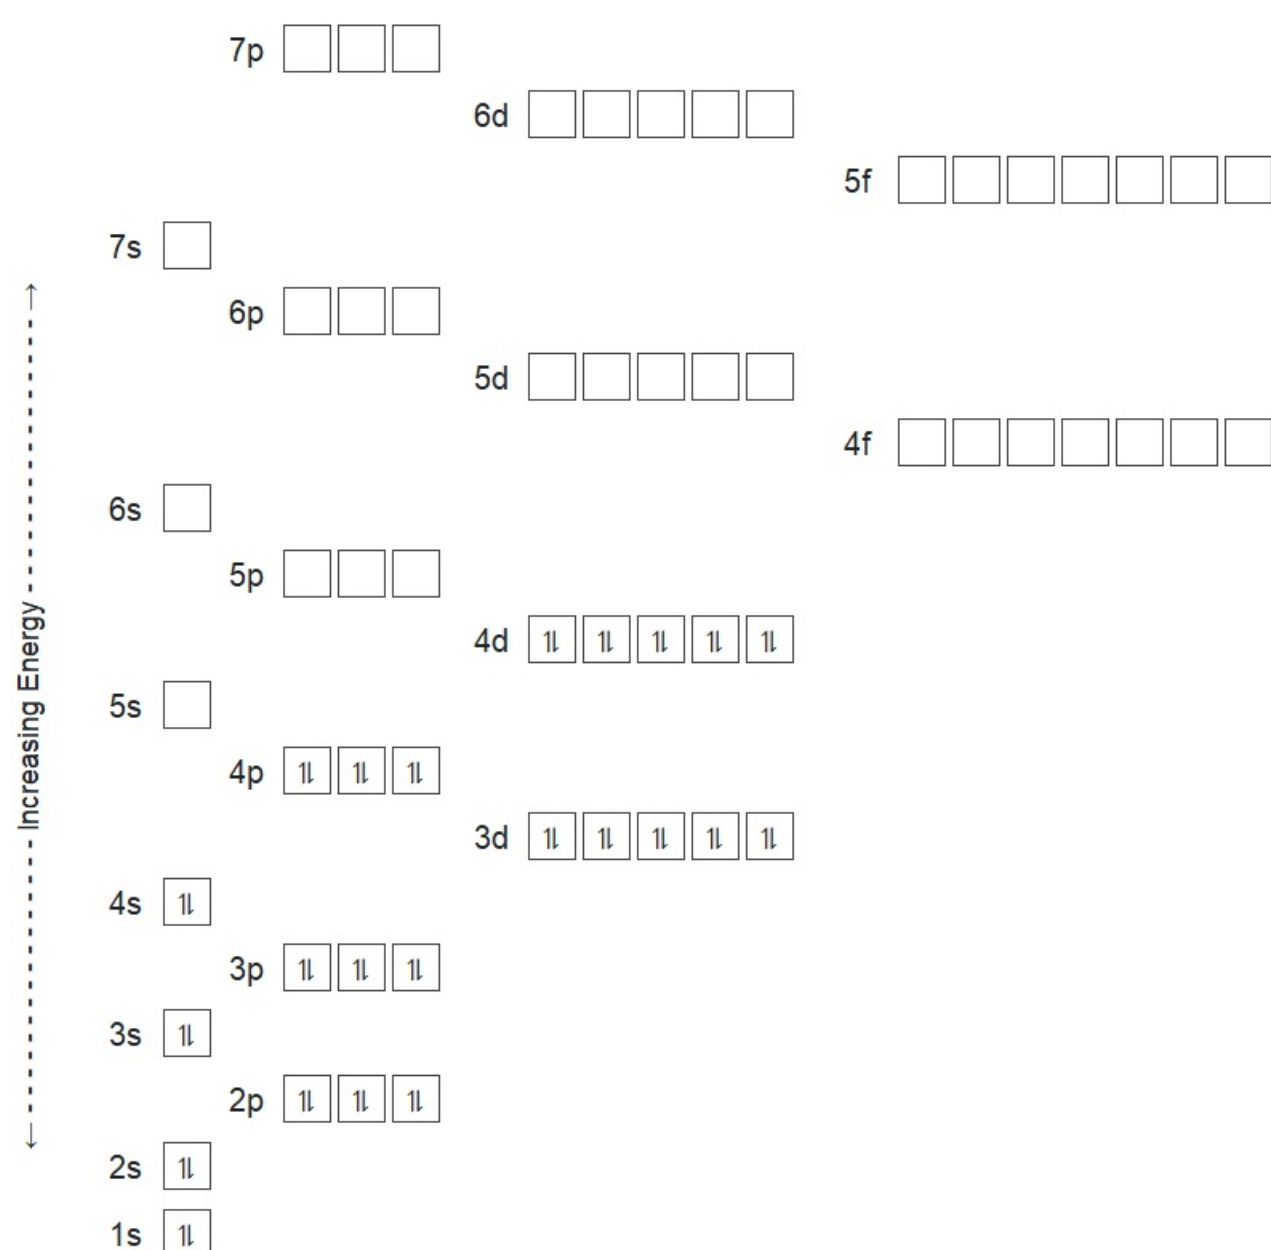 7p
6d
5f
7s
6p
5d
4f
6s
5p
4d ⥮ ⥮ ⥮ ⥮ ⥮
5s
4p ⥮ ⥮ ⥮
3d ⥮ ⥮ ⥮ ⥮ ⥮
4s ⥮
3p ⥮ ⥮ ⥮
3s ⥮
2p ⥮ ⥮ ⥮
2s ⥮
1s ⥮
Increasing Energy